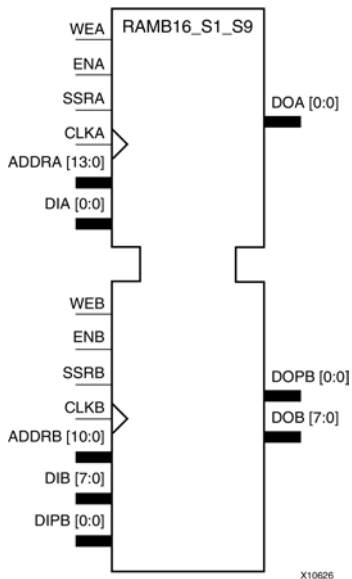 RAMB16_S1_S9
WEA
ENA
SSRA
CLKA
ADDRA [13:0]
DIA [0:0]
DOA [0:0]
WEB
ENB
SSRB
CLKB
ADDRB [10:0]
DIB [7:0]
DIPB [0:0]
DOPB [0:0]
DOB [7:0]
X10626